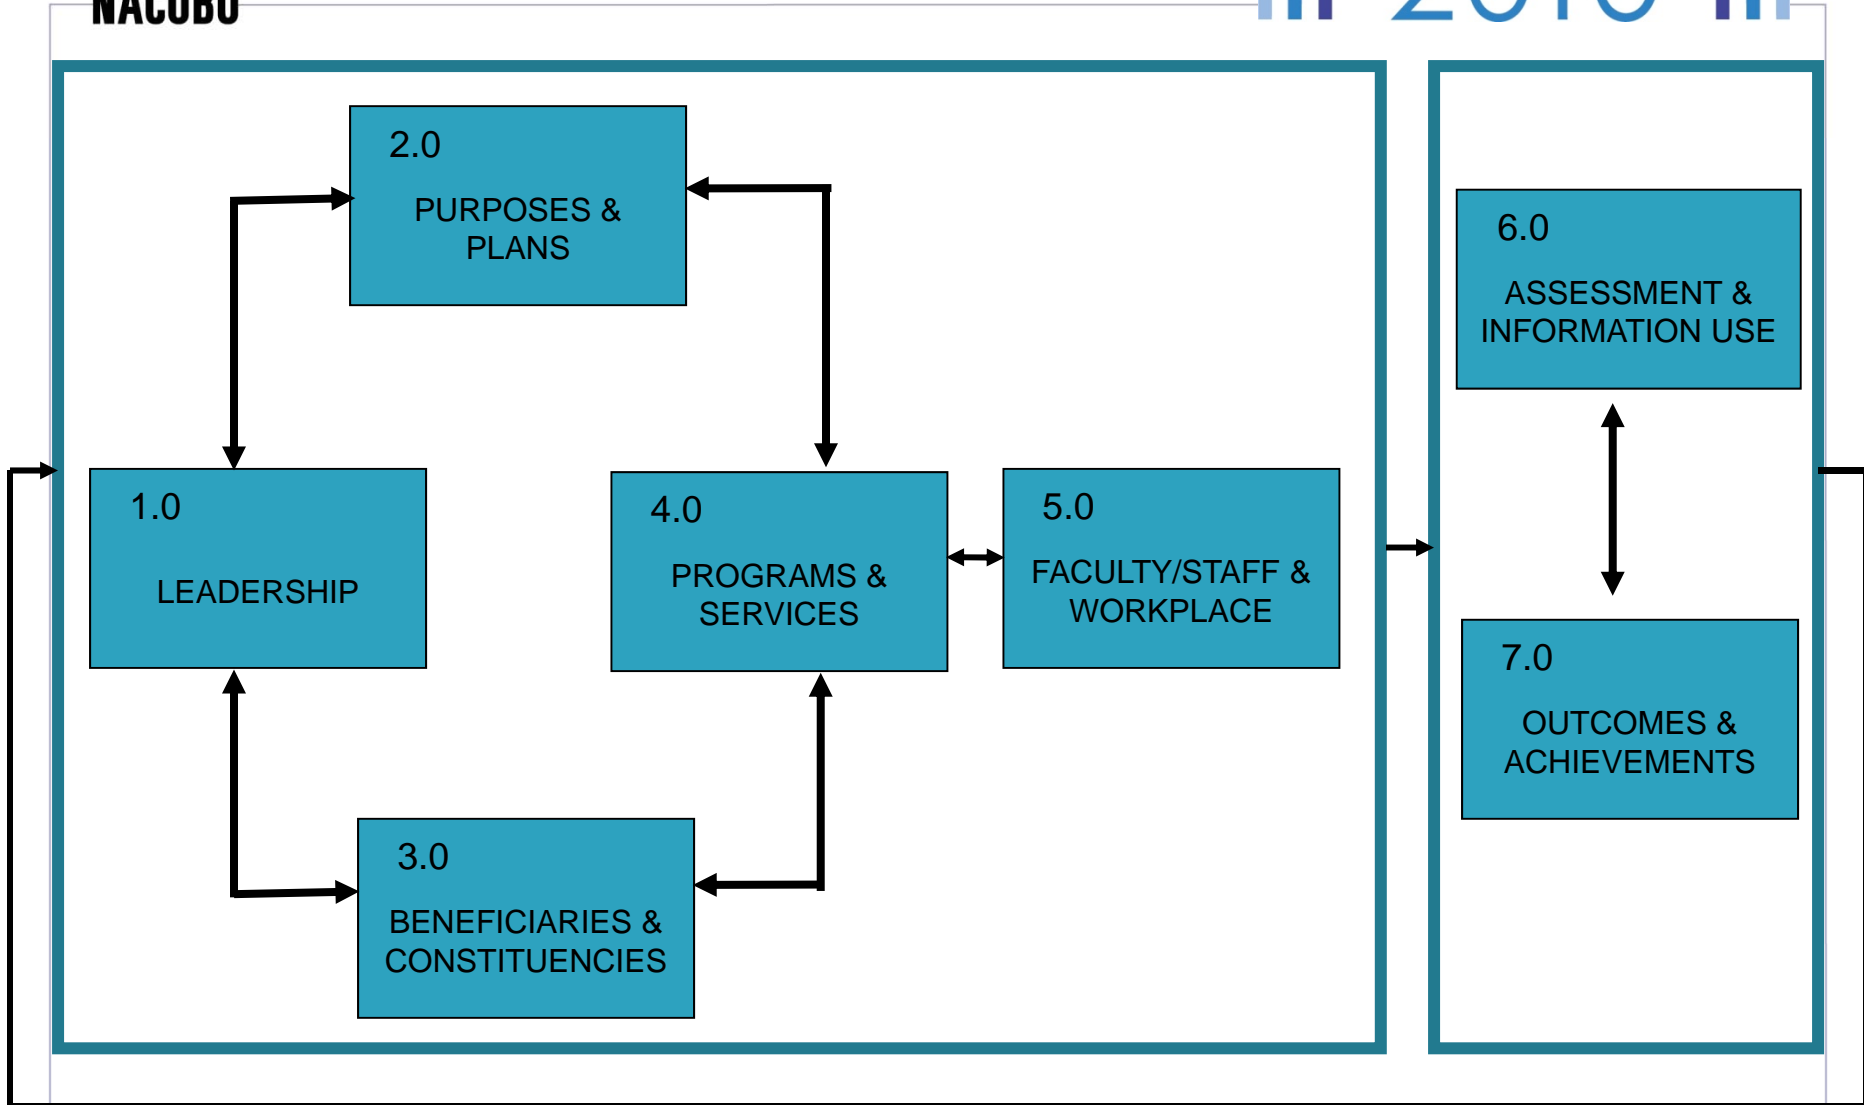 NACUBO
2010
2.0
PURPOSES &
PLANS
6.0
ASSESSMENT &
INFORMATION USE
1.0
LEADERSHIP
4.0
PROGRAMS &
SERVICES
5.0
FACULTY/STAFF &
WORKPLACE
7.0
OUTCOMES &
ACHIEVEMENTS
3.0
BENEFICIARIES &
CONSTITUENCIES